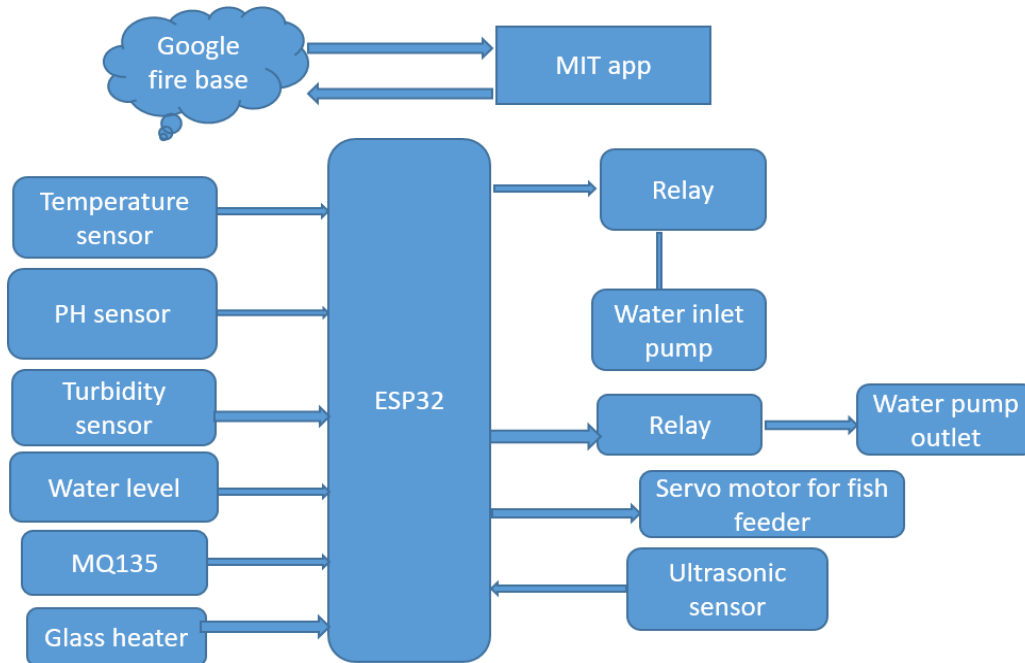 Google
fire base
MIT app
Temperature
sensor
Relay
PH sensor
Water inlet
pump
Turbidity
sensor
ESP32
Relay
Water pump
outlet
Water level
Servo motor for fish
feeder
MQ135
Ultrasonic
sensor
Glass heater